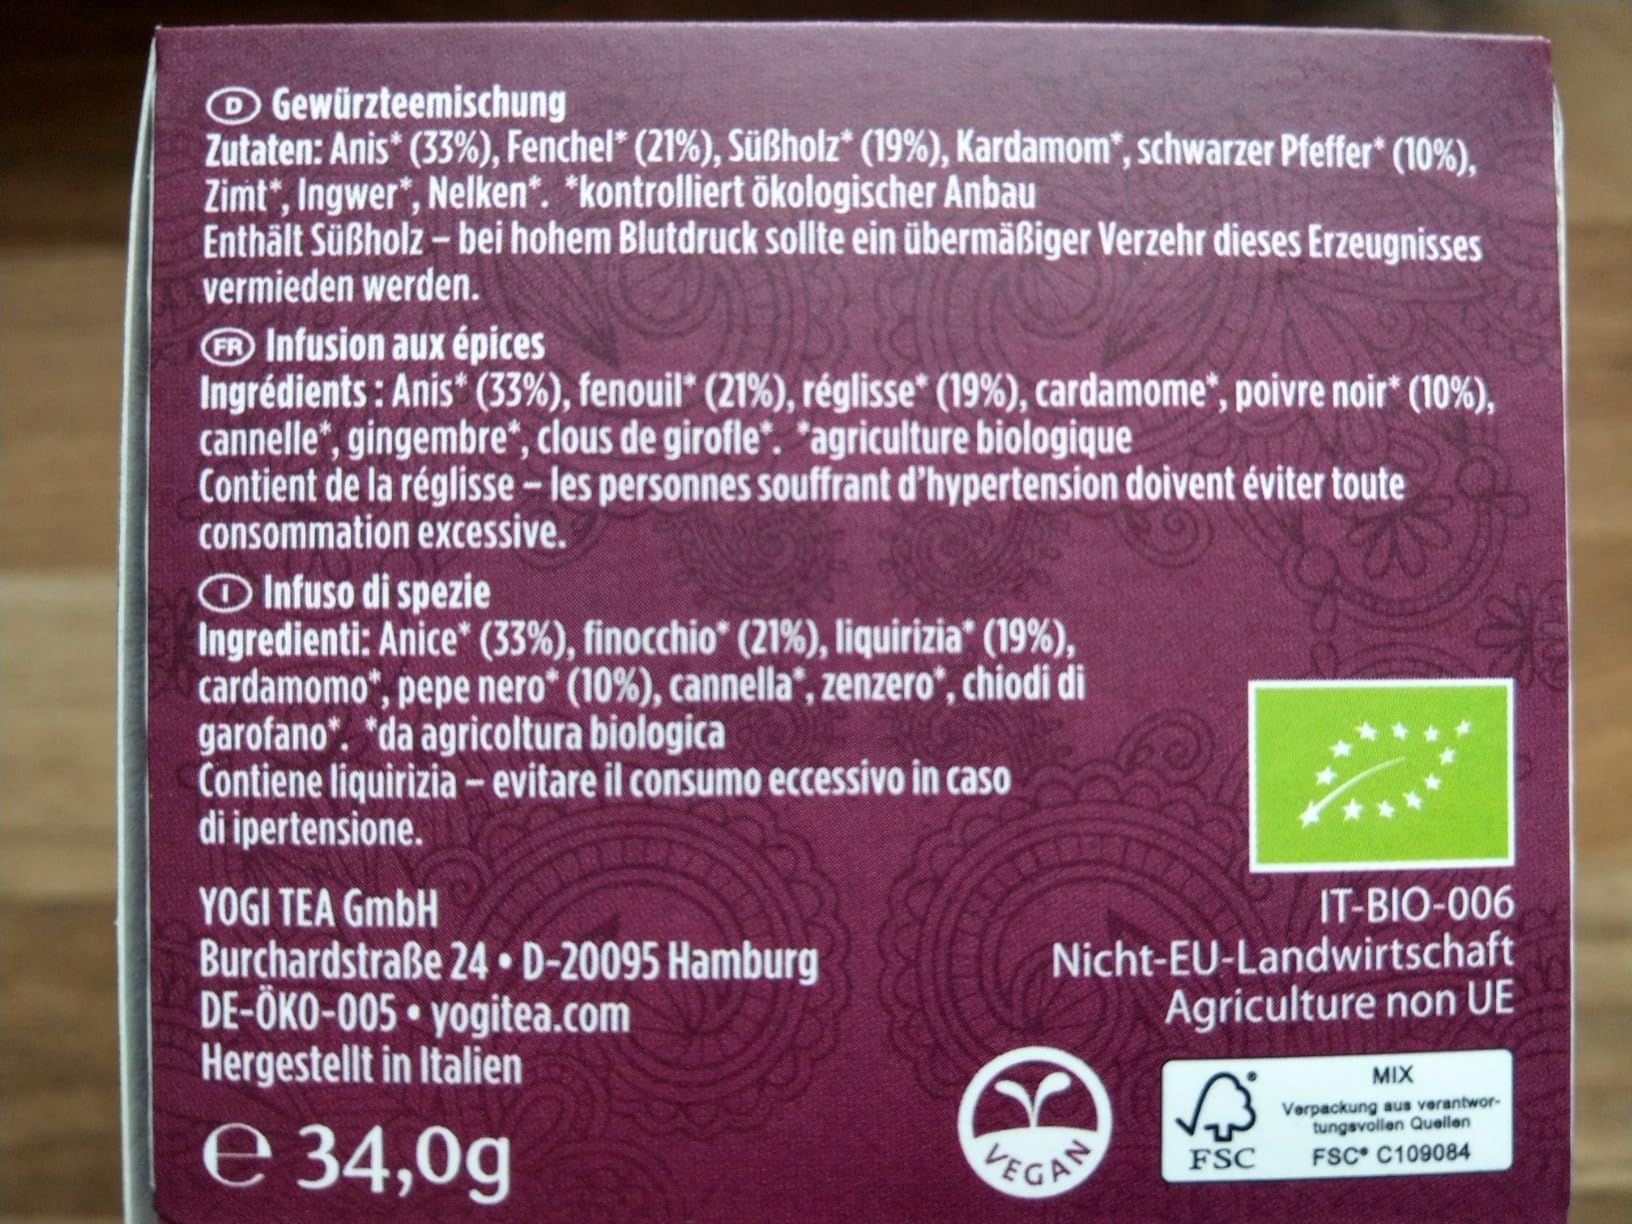 D Gewürzteemischung
Zutaten: Anis* (33%), Fenchel* (21%), Süßholz* (19%), Kardamom*, schwarzer Pfeffer* (10%),
Zimt*, Ingwer*, Nelken*. *kontrolliert ökologischer Anbau
Enthält Süßholz – bei hohem Blutdruck sollte ein übermäßiger Verzehr dieses Erzeugnisses
vermieden werden.
FR Infusion aux épices
Ingrédients : Anis* (33%), fenouil* (21%), réglisse* (19%), cardamome*, poivre noir* (10%),
cannelle*, gingembre*, clous de girofle*. *agriculture biologique
Contient de la réglisse – les personnes souffrant d'hypertension doivent éviter toute
consommation excessive.
I Infuso di spezie
Ingredienti: Anice* (33%), finocchio* (21%), liquirizia* (19%),
cardamomo*, pepe nero* (10%), cannella*, zenzero*, chiodi di
garofano*. *da agricoltura biologica
Contiene liquirizia – evitare il consumo eccessivo in caso
di ipertensione.
YOGI TEA GmbH
Burchardstraße 24 • D-20095 Hamburg
DE-ÖKO-005 • yogitea.com
Hergestellt in Italien
℮ 34,0g
IT-BIO-006
Nicht-EU-Landwirtschaft
Agriculture non UE
VEGAN
FSC
MIX
Verpackung aus verantwor-
tungsvollen Quellen
FSC® C109084